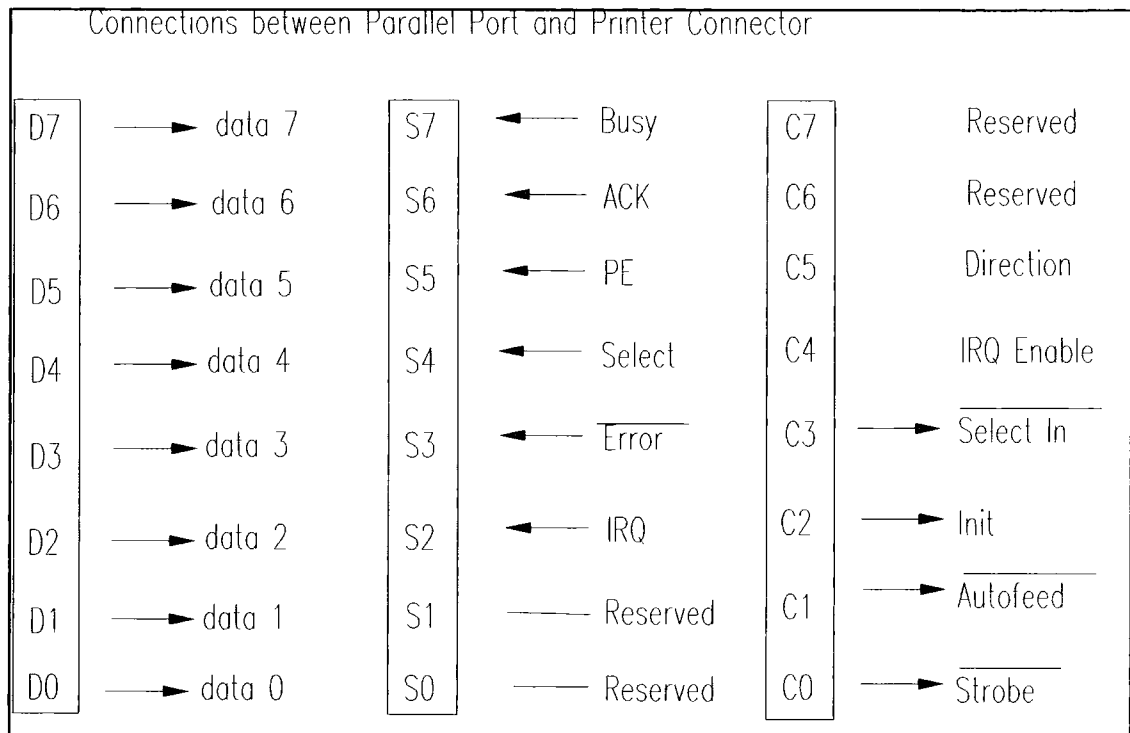 Connections between Parallel Port and Printer Connector
D7 data 7 S7 Busy C7 Reserved
D6 data 6 S6 ACK C6 Reserved
D5 data 5 S5 PE C5 Direction
D4 data 4 S4 Select C4 IRQ Enable
D3 data 3 S3 Error C3 Select In
D2 data 2 S2 IRQ C2 Init
D1 data 1 S1 Reserved C1 Autofeed
D0 data 0 S0 Reserved C0 Strobe